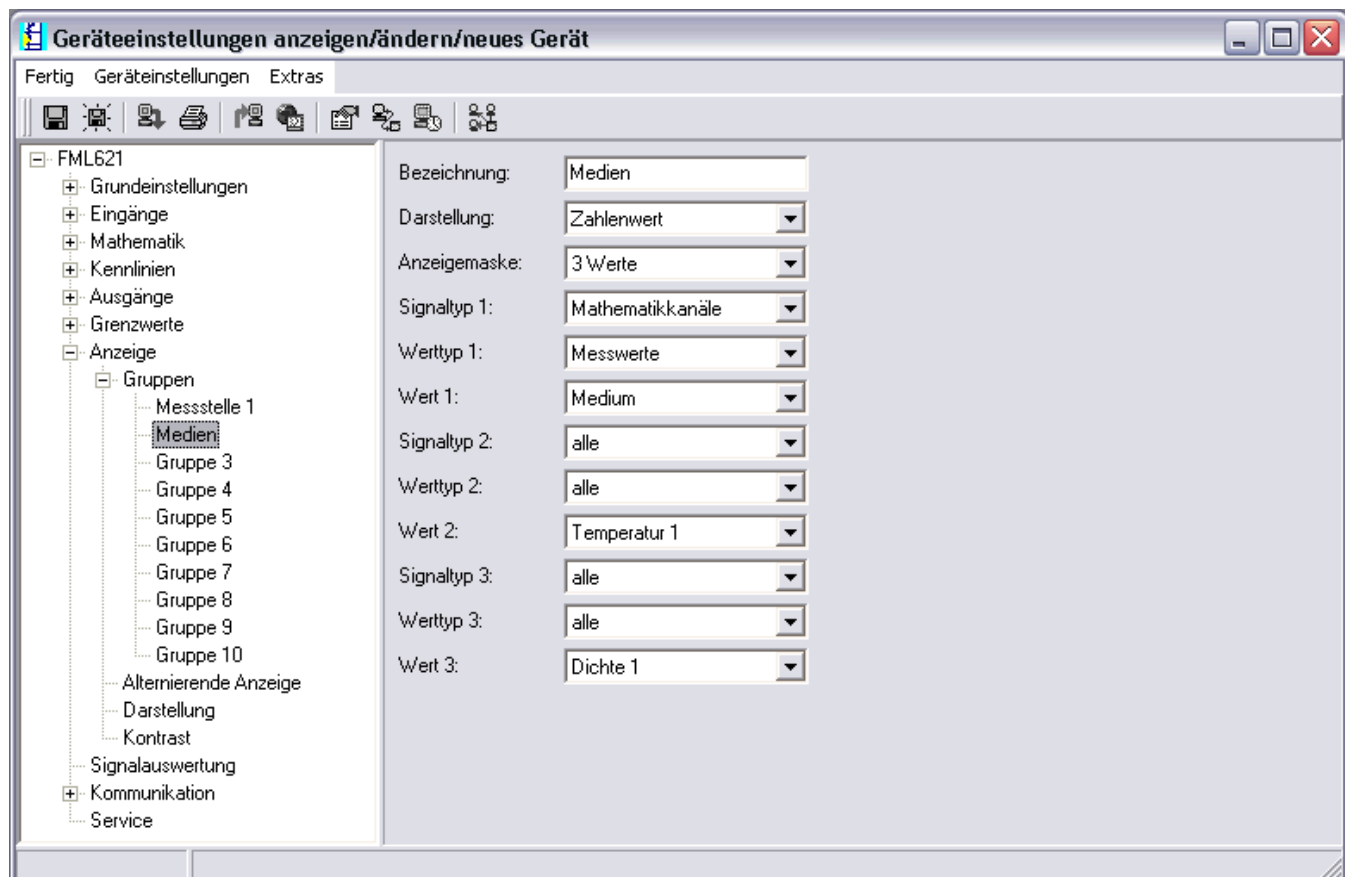 Geräteeinstellungen anzeigen/ändern/neues Gerät
Fertig Geräteinstellungen Extras
FML621
Grundeinstellungen
Eingänge
Mathematik
Kennlinien
Ausgänge
Grenzwerte
Anzeige
Gruppen
Messstelle 1
Medien
Gruppe 3
Gruppe 4
Gruppe 5
Gruppe 6
Gruppe 7
Gruppe 8
Gruppe 9
Gruppe 10
Alternierende Anzeige
Darstellung
Kontrast
Signalauswertung
Kommunikation
Service
Bezeichnung: Medien
Darstellung: Zahlenwert
Anzeigemaske: 3 Werte
Signaltyp 1: Mathematikkanäle
Werttyp 1: Messwerte
Wert 1: Medium
Signaltyp 2: alle
Werttyp 2: alle
Wert 2: Temperatur 1
Signaltyp 3: alle
Werttyp 3: alle
Wert 3: Dichte 1